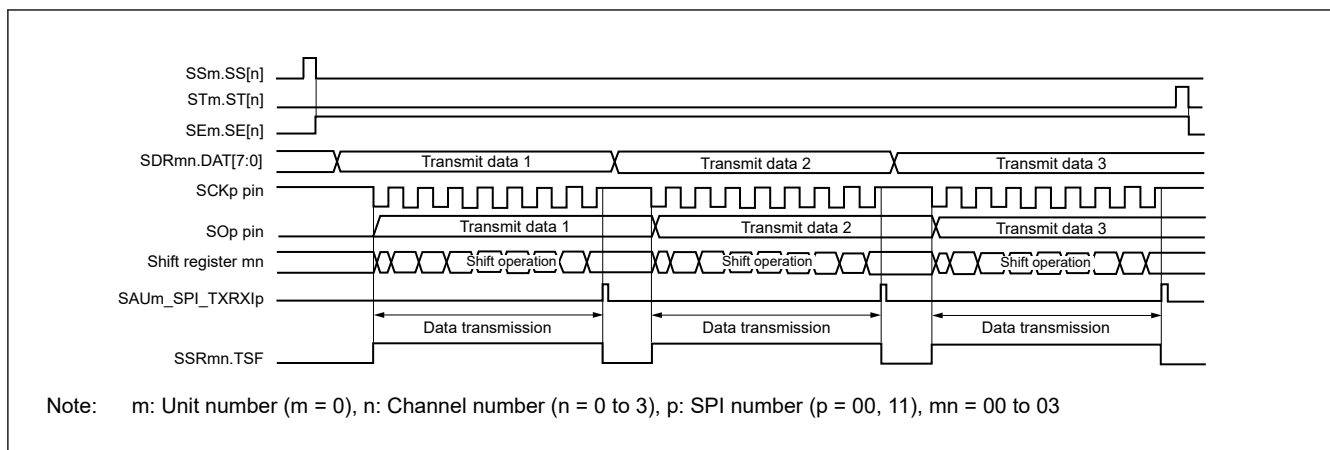 SSm.SS[n]
STm.ST[n]
SEm.SE[n]
SDRmn.DAT[7:0] Transmit data 1 Transmit data 2 Transmit data 3
SCKp pin
SOp pin Transmit data 1 Transmit data 2 Transmit data 3
Shift register mn Shift operation Shift operation Shift operation
SAUm_SPI_TXRXIp
Data transmission Data transmission Data transmission
SSRmn.TSF
Note: m: Unit number (m = 0), n: Channel number (n = 0 to 3), p: SPI number (p = 00, 11), mn = 00 to 03